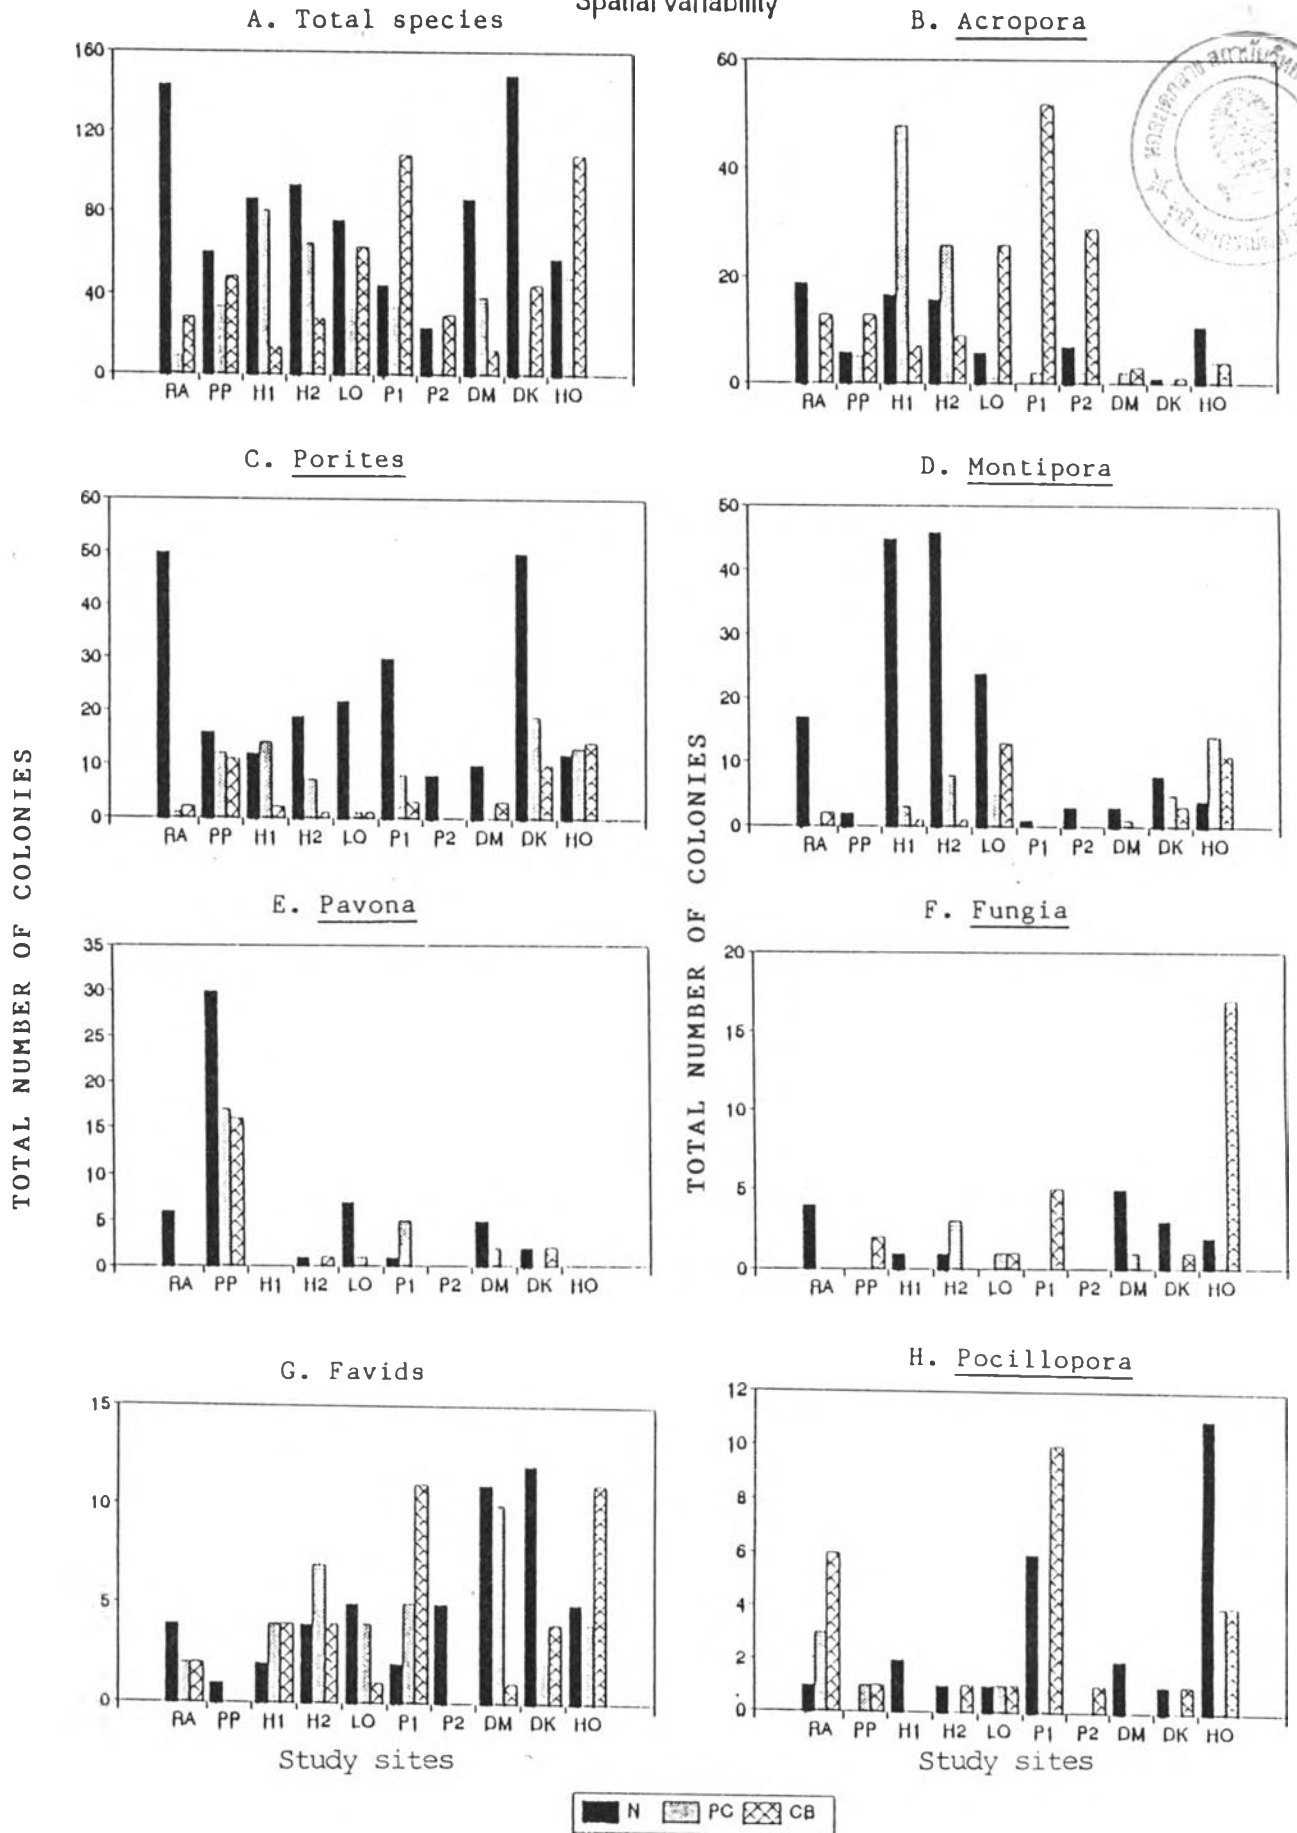 Spatial variability
A. Total species
160
120
80
40
0
RA PP H1 H2 LO P1 P2 DM DK HO
B. Acropora
60
40
20
0
RA PP H1 H2 LO P1 P2 DM DK HO
C. Porites
60
50
40
30
20
10
0
RA PP H1 H2 LO P1 P2 DM DK HO
D. Montipora
50
40
30
20
10
0
RA PP H1 H2 LO P1 P2 DM DK HO
TOTAL NUMBER OF COLONIES
TOTAL NUMBER OF COLONIES
E. Pavona
35
30
25
20
15
10
5
0
RA PP H1 H2 LO P1 P2 DM DK HO
F. Fungia
20
15
10
5
0
RA PP H1 H2 LO P1 P2 DM DK HO
G. Favids
15
10
5
0
RA PP H1 H2 LO P1 P2 DM DK HO
Study sites
H. Pocillopora
12
10
8
6
4
2
0
RA PP H1 H2 LO P1 P2 DM DK HO
Study sites
N PC CB